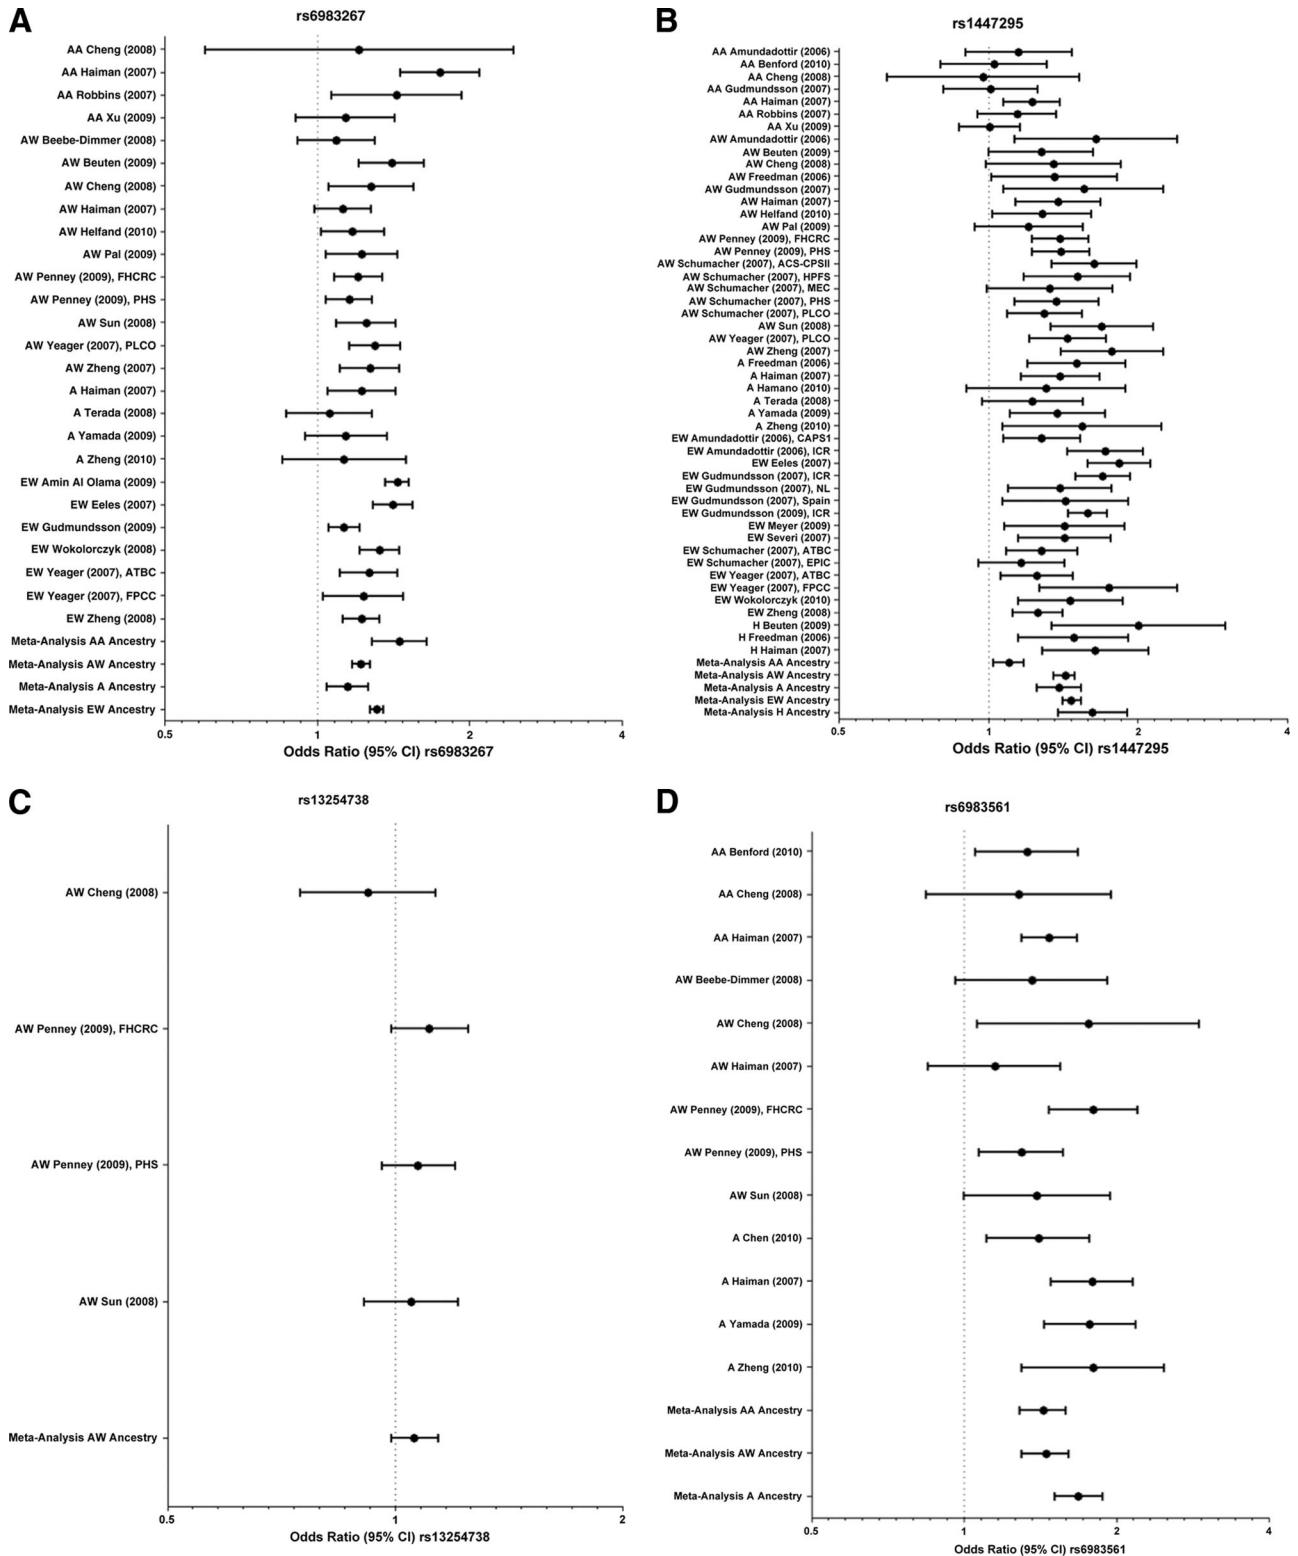 A
rs6983267
AA Cheng (2008)
AA Haiman (2007)
AA Robbins (2007)
AA Xu (2009)
AW Beebe-Dimmer (2008)
AW Beuten (2009)
AW Cheng (2008)
AW Haiman (2007)
AW Helfand (2010)
AW Pal (2009)
AW Penney (2009), FHCRC
AW Penney (2009), PHS
AW Sun (2008)
AW Yeager (2007), PLCO
AW Zheng (2007)
A Haiman (2007)
A Terada (2008)
A Yamada (2009)
A Zheng (2010)
EW Amin Al Olama (2009)
EW Eeles (2007)
EW Gudmundsson (2009)
EW Wokolorczyk (2008)
EW Yeager (2007), ATBC
EW Yeager (2007), FPCC
EW Zheng (2008)
Meta-Analysis AA Ancestry
Meta-Analysis AW Ancestry
Meta-Analysis A Ancestry
Meta-Analysis EW Ancestry
0.5 1 2 4
Odds Ratio (95% CI) rs6983267
B
rs1447295
AA Amundadottir (2006)
AA Benford (2010)
AA Cheng (2008)
AA Gudmundsson (2007)
AA Haiman (2007)
AA Robbins (2007)
AA Xu (2009)
AW Amundadottir (2006)
AW Beuten (2009)
AW Cheng (2008)
AW Freedman (2006)
AW Gudmundsson (2007)
AW Haiman (2007)
AW Helfand (2010)
AW Pal (2009)
AW Penney (2009), FHCRC
AW Penney (2009), PHS
AW Schumacher (2007), ACS-CPSII
AW Schumacher (2007), HPFS
AW Schumacher (2007), MEC
AW Schumacher (2007), PHS
AW Schumacher (2007), PLCO
AW Sun (2008)
AW Yeager (2007), PLCO
AW Zheng (2007)
A Freedman (2006)
A Haiman (2007)
A Hamano (2010)
A Terada (2008)
A Yamada (2009)
A Zheng (2010)
EW Amundadottir (2006), CAPS1
EW Amundadottir (2006), ICR
EW Eeles (2007)
EW Gudmundsson (2007), ICR
EW Gudmundsson (2007), NL
EW Gudmundsson (2007), Spain
EW Gudmundsson (2009), ICR
EW Meyer (2009)
EW Severi (2007)
EW Schumacher (2007), ATBC
EW Schumacher (2007), EPIC
EW Yeager (2007), ATBC
EW Yeager (2007), FPCC
EW Wokolorczyk (2010)
EW Zheng (2008)
H Beuten (2009)
H Freedman (2006)
H Haiman (2007)
Meta-Analysis AA Ancestry
Meta-Analysis AW Ancestry
Meta-Analysis A Ancestry
Meta-Analysis EW Ancestry
Meta-Analysis H Ancestry
0.5 1 2 4
Odds Ratio (95% CI) rs1447295
C
rs13254738
AW Cheng (2008)
AW Penney (2009), FHCRC
AW Penney (2009), PHS
AW Sun (2008)
Meta-Analysis AW Ancestry
0.5 1 2
Odds Ratio (95% CI) rs13254738
D
rs6983561
AA Benford (2010)
AA Cheng (2008)
AA Haiman (2007)
AW Beebe-Dimmer (2008)
AW Cheng (2008)
AW Haiman (2007)
AW Penney (2009), FHCRC
AW Penney (2009), PHS
AW Sun (2008)
A Chen (2010)
A Haiman (2007)
A Yamada (2009)
A Zheng (2010)
Meta-Analysis AA Ancestry
Meta-Analysis AW Ancestry
Meta-Analysis A Ancestry
0.5 1 2 4
Odds Ratio (95% CI) rs6983561